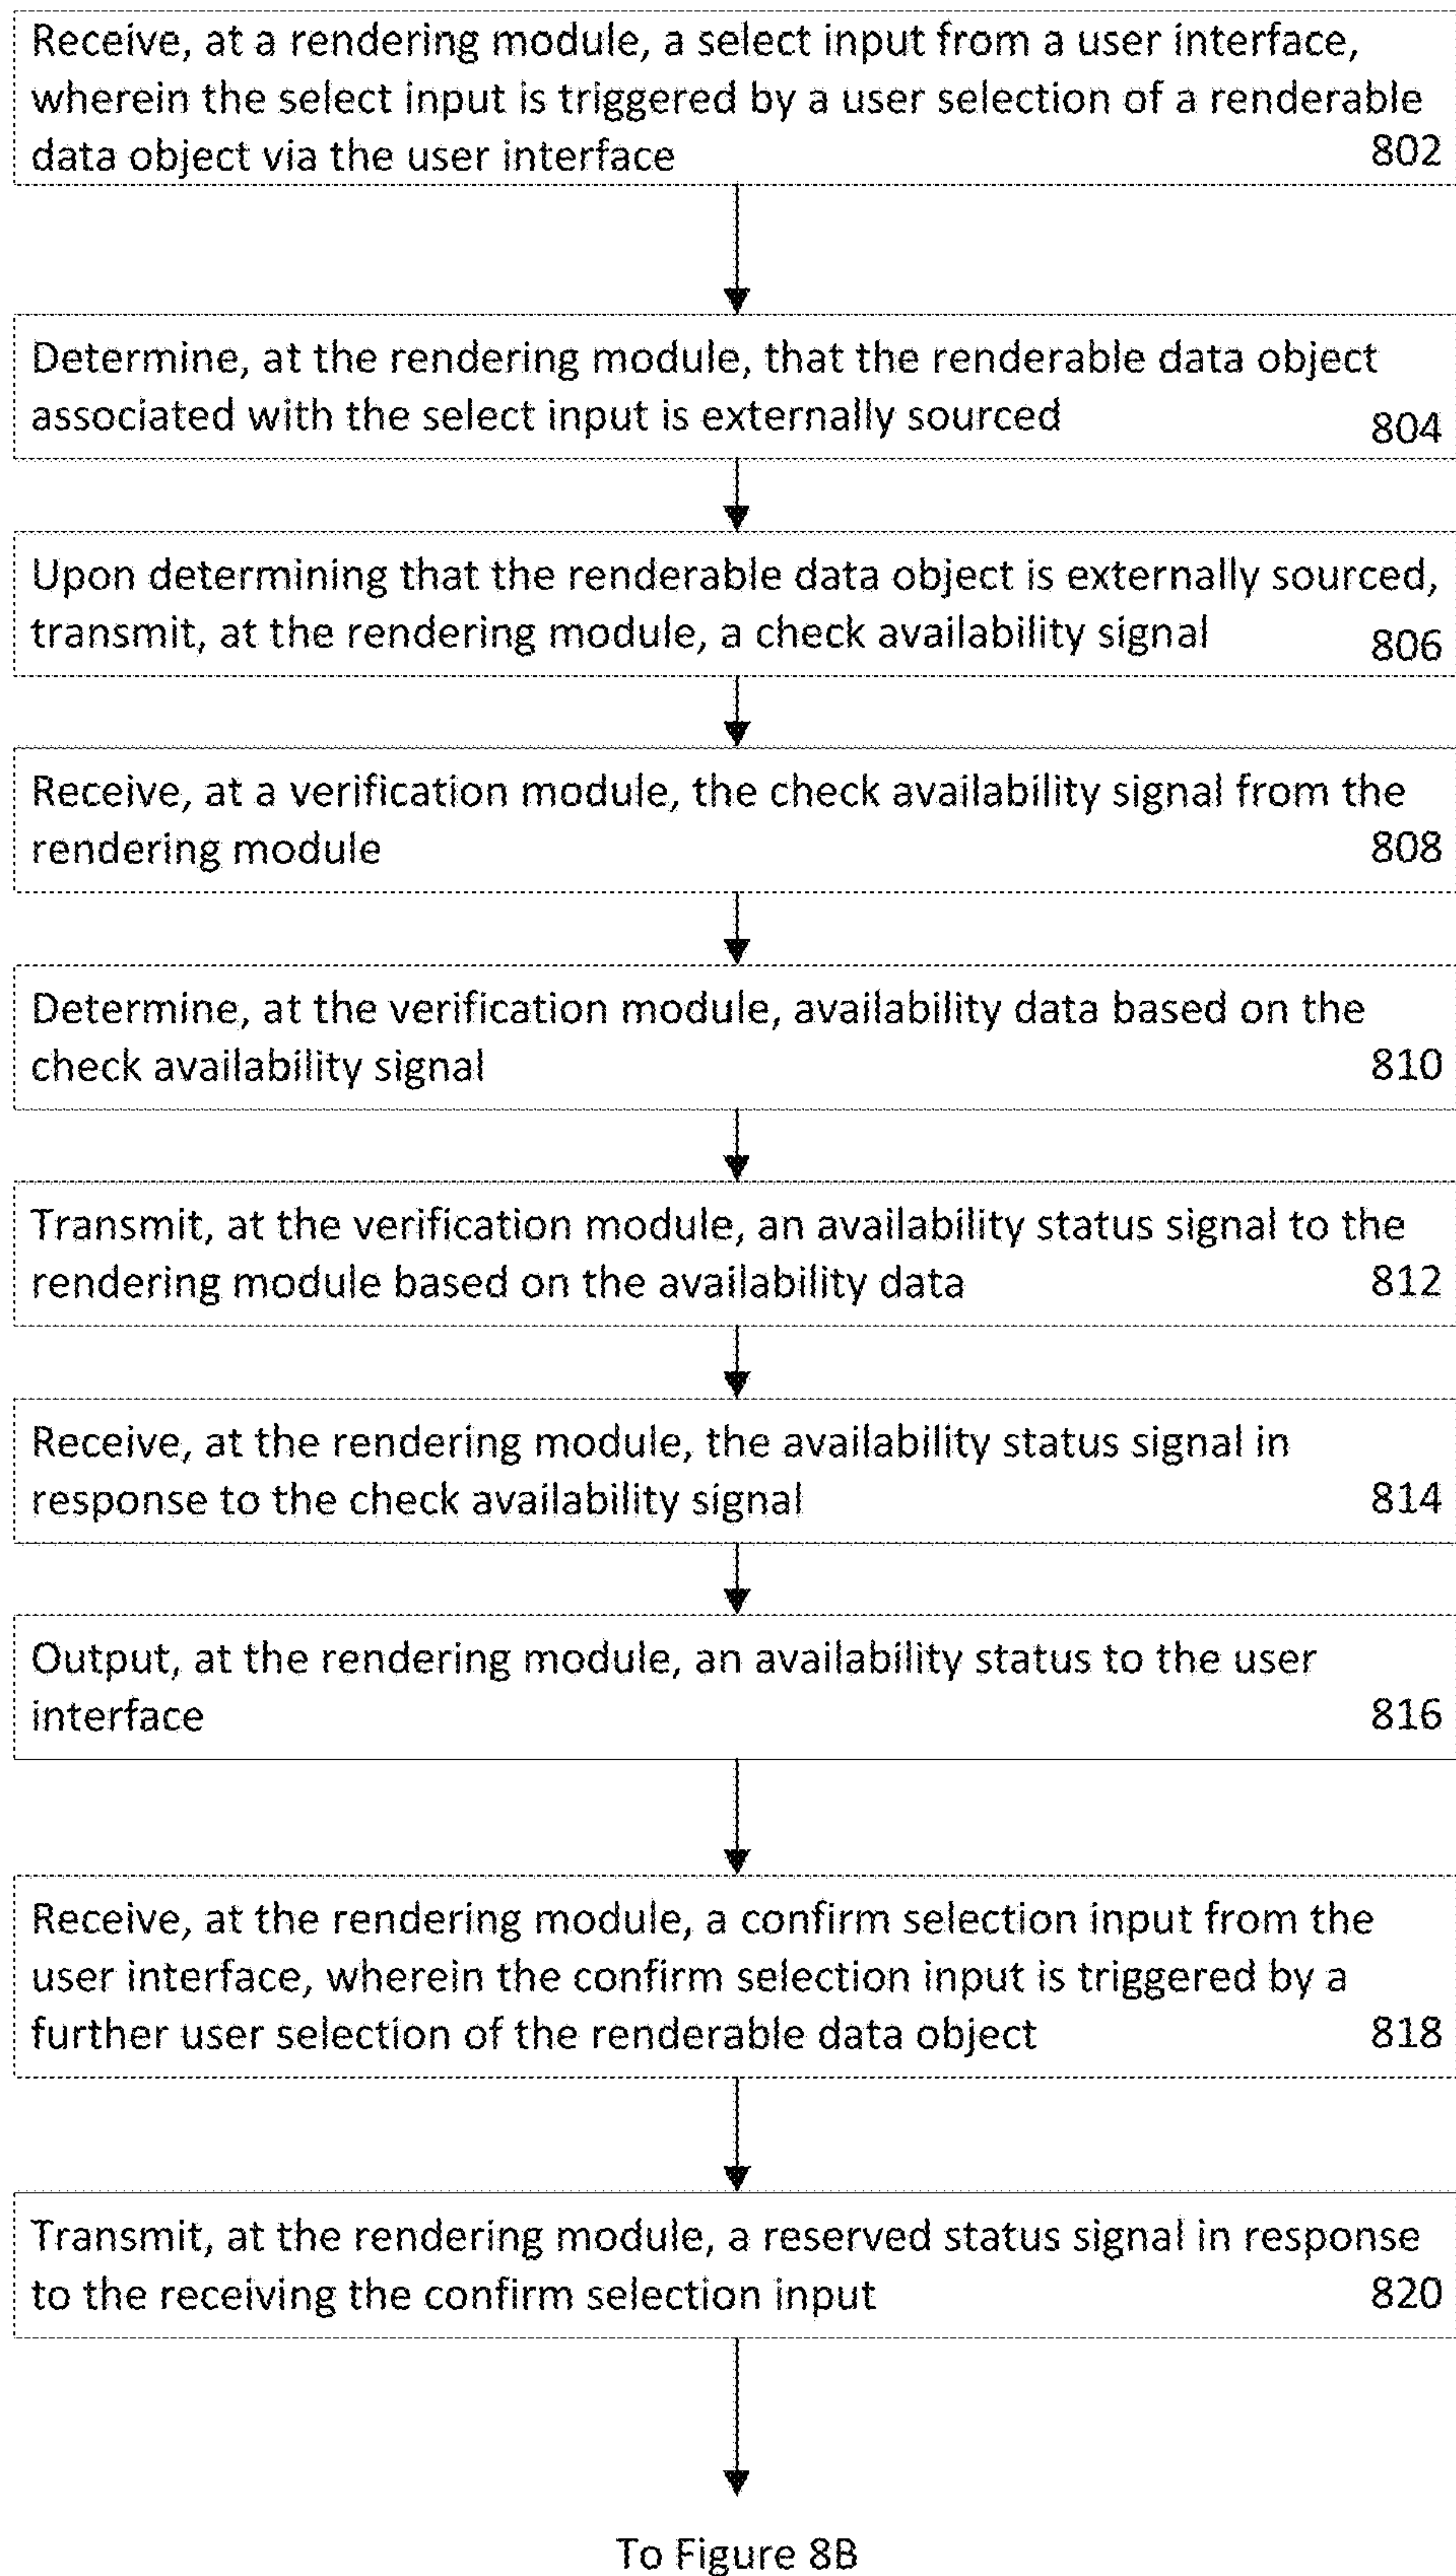 Receive, at a rendering module, a select input from a user interface,
wherein the select input is triggered by a user selection of a renderable
data object via the user interface 802
Determine, at the rendering module, that the renderable data object
associated with the select input is externally sourced 804
Upon determining that the renderable data object is externally sourced,
transmit, at the rendering module, a check availability signal 806
Receive, at a verification module, the check availability signal from the
rendering module 808
Determine, at the verification module, availability data based on the
check availability signal 810
Transmit, at the verification module, an availability status signal to the
rendering module based on the availability data 812
Receive, at the rendering module, the availability status signal in
response to the check availability signal 814
Output, at the rendering module, an availability status to the user
interface 816
Receive, at the rendering module, a confirm selection input from the
user interface, wherein the confirm selection input is triggered by a
further user selection of the renderable data object 818
Transmit, at the rendering module, a reserved status signal in response
to the receiving the confirm selection input 820
To Figure 8B